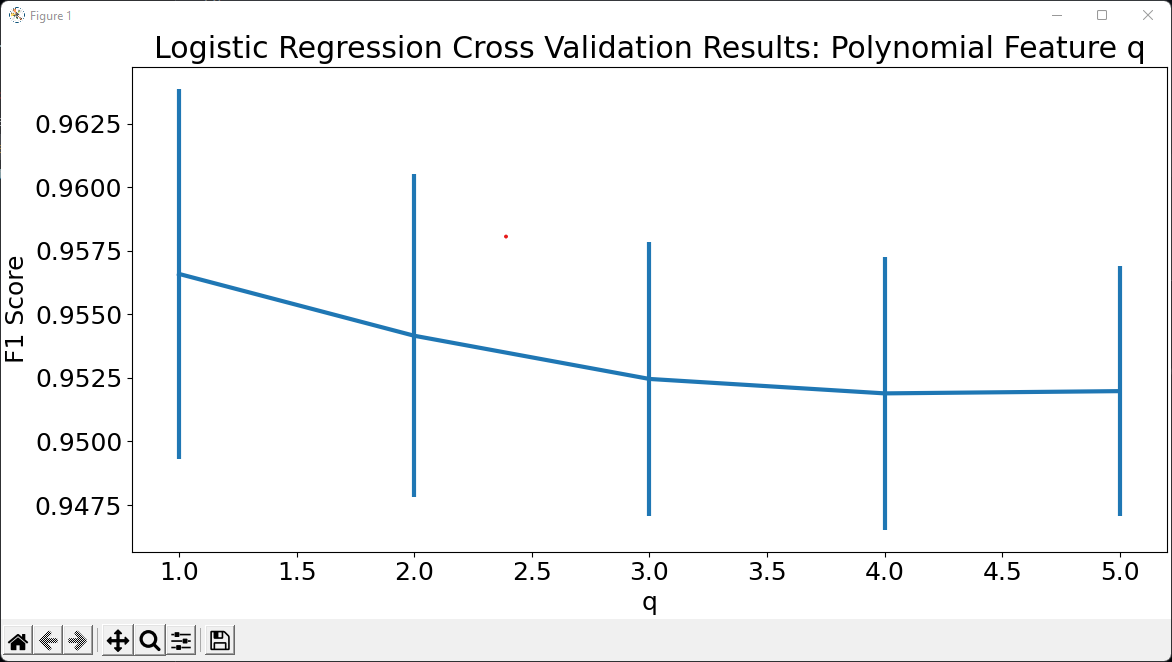 Figure 1
Logistic Regression Cross Validation Results: Polynomial Feature q
0.9625
0.9600
0.9575
0.9550
0.9525
0.9500
0.9475
F1 Score
1.0 1.5 2.0 2.5 3.0 3.5 4.0 4.5 5.0
q